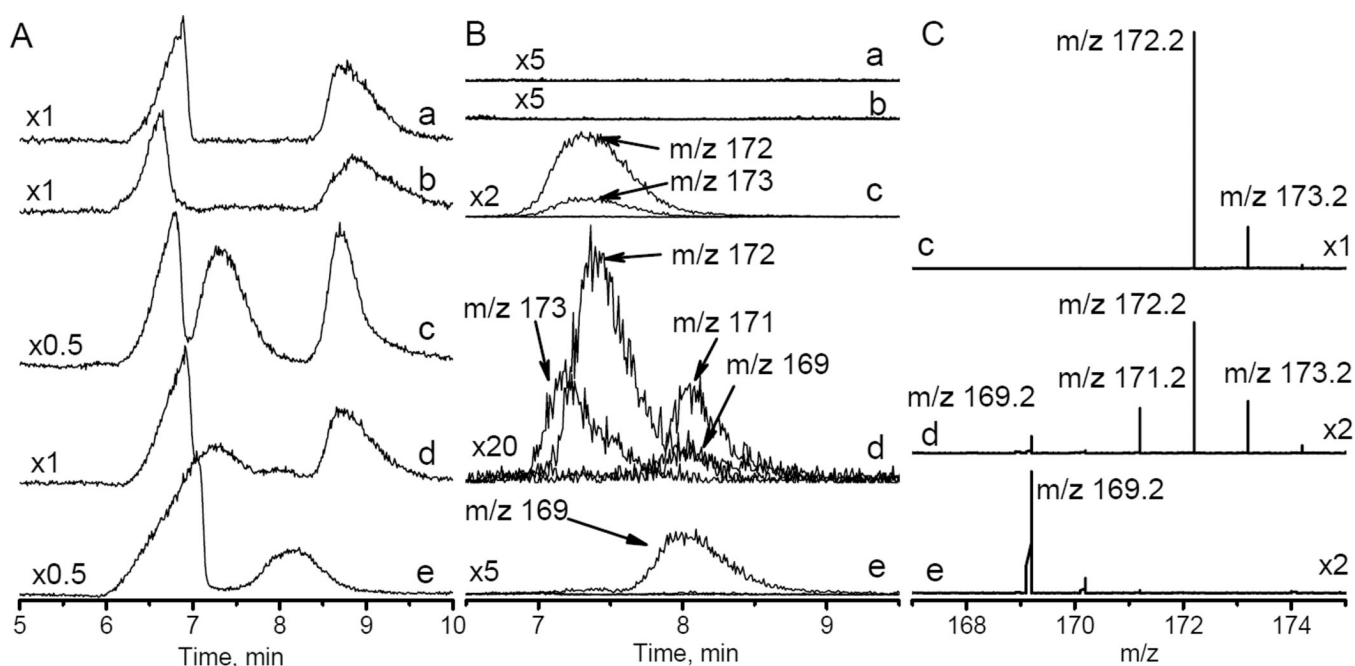 A
x1
a
x1
b
x0.5
c
x1
d
x0.5
e
5 6 7 8 9 10
Time, min
B
x5
a
x5
b
m/z 172
m/z 173
x2
c
m/z 172
m/z 173
m/z 171
m/z 169
x20
d
m/z 169
x5
e
7 8 9
Time, min
C
m/z 172.2
m/z 173.2
c
x1
m/z 172.2
m/z 169.2
m/z 171.2
m/z 173.2
d
x2
m/z 169.2
e
x2
168 170 172 174
m/z